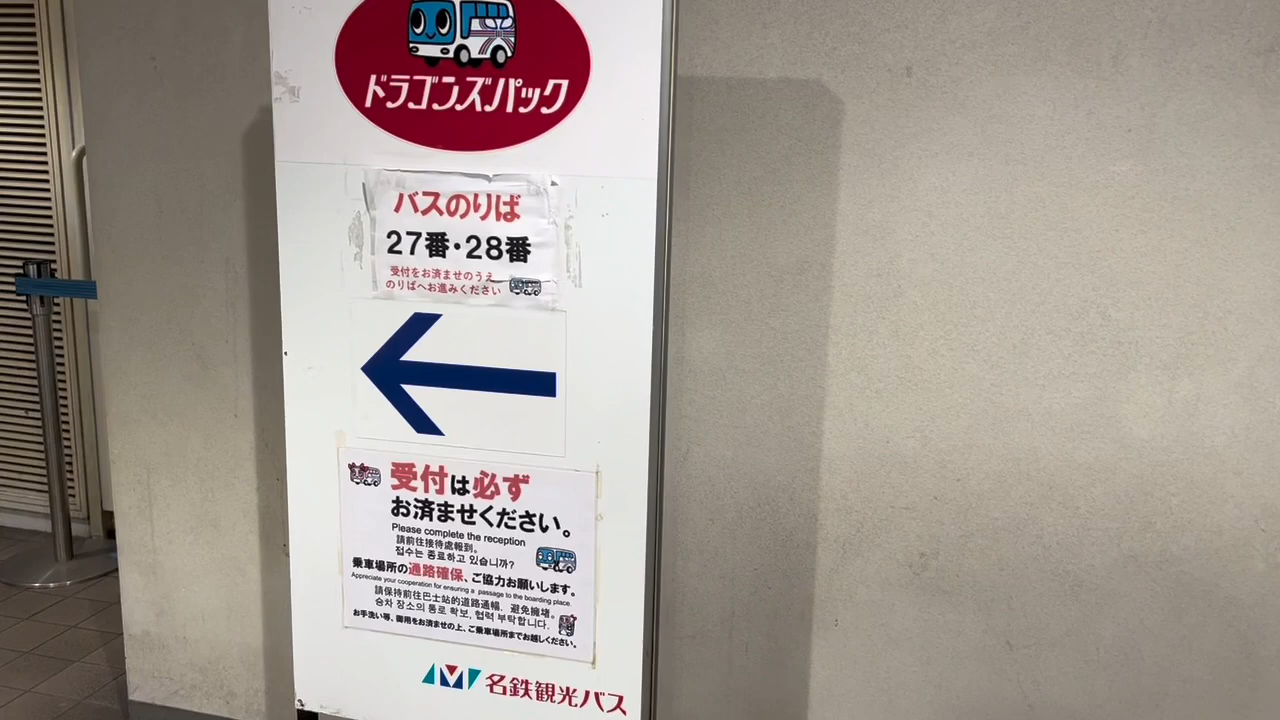 ドラゴンズパック
バスのりば
27番・28番
受付をお済ませのうえ
のりばへお進みください
受付は必ず
お済ませください。
Please complete the reception
請前往接待處報到。
접수는 종료하고 있습니까?
乗車場所の通路確保、ご協力お願いします。
Appreciate your cooperation for ensuring a passage to the boarding place.
請保持前往巴士站的道路通暢，避免擁堵。
승차 장소의 통로 확보, 협력 부탁합니다.
お手洗い等、御用をお済ませの上、ご乗車場所までお越しください。
名鉄観光バス